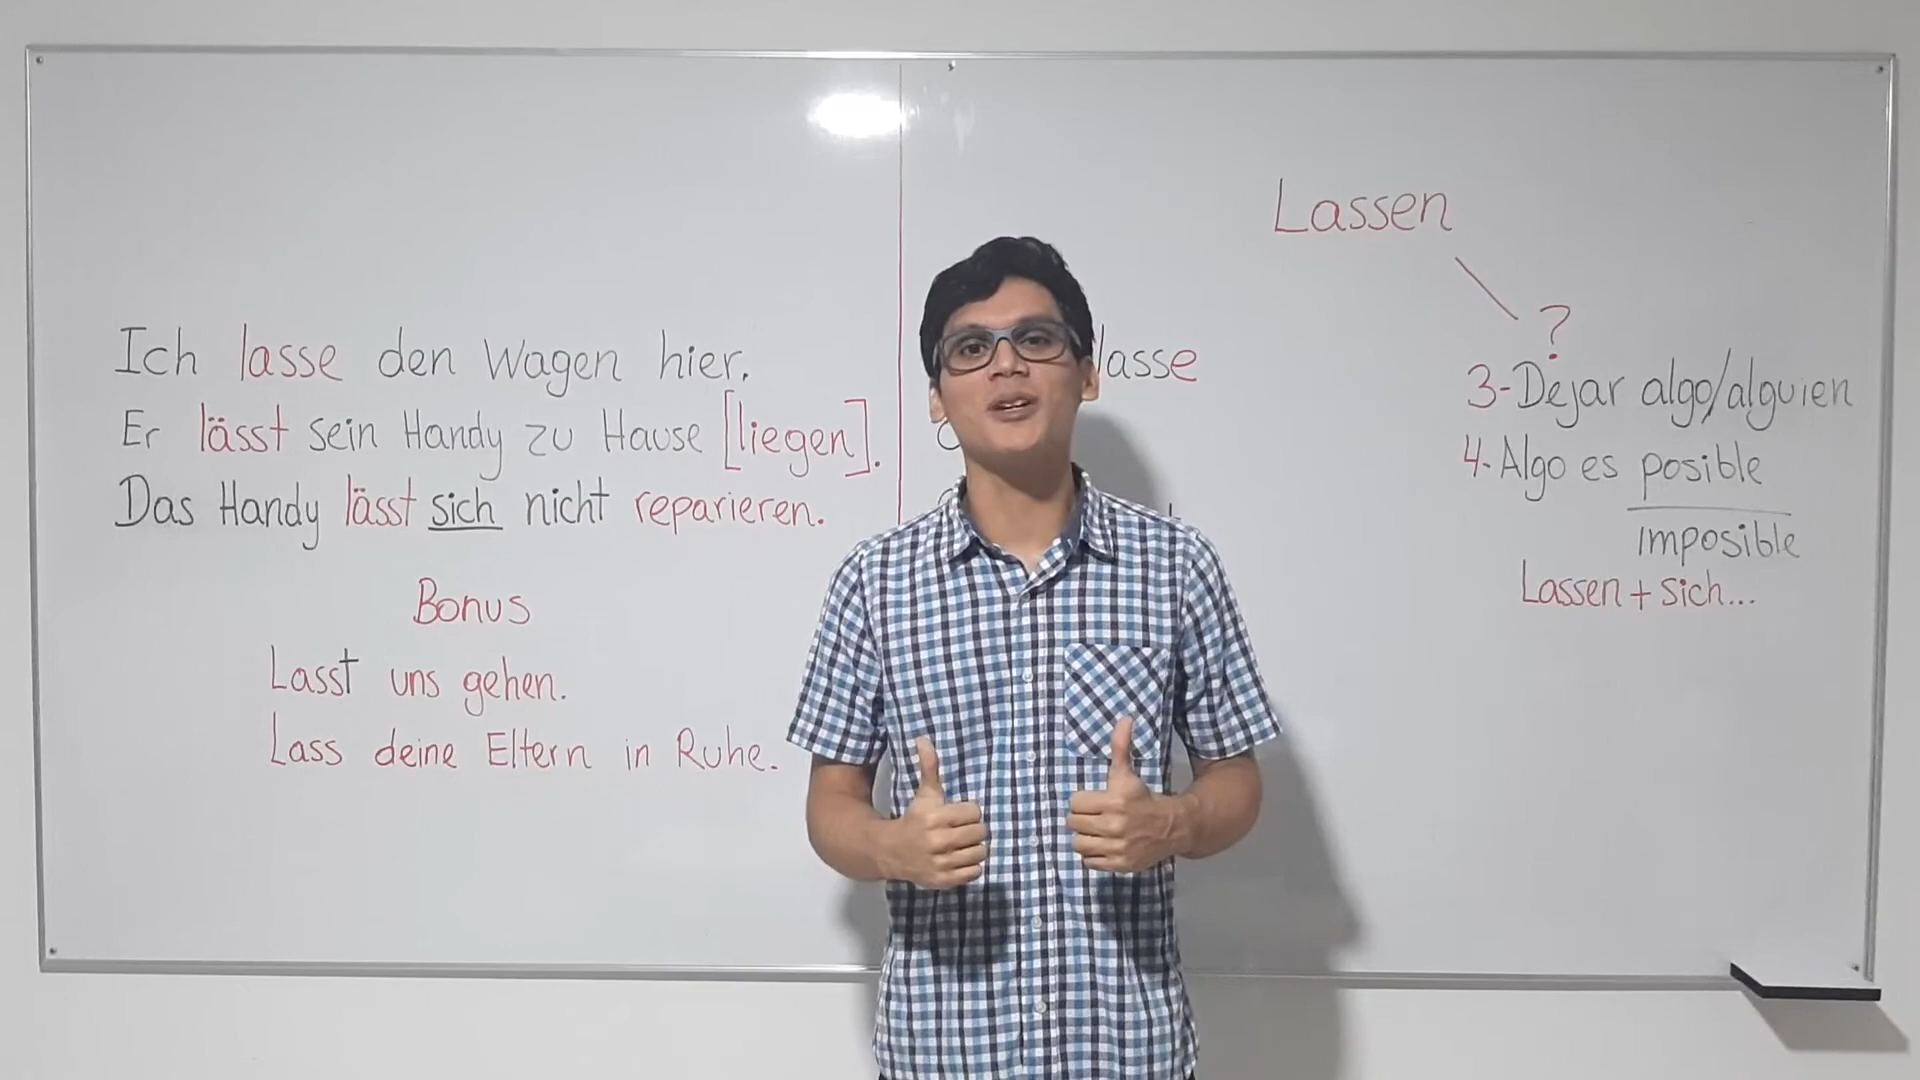 Ich lasse den Wagen hier.
Er lässt sein Handy zu Hause [liegen].
Das Handy lässt sich nicht reparieren.
Bonus
Lasst uns gehen.
Lass deine Eltern in Ruhe.
lasse
Lassen
?
3-Dejar algo/alguien
4-Algo es posible
imposible
Lassen + sich...